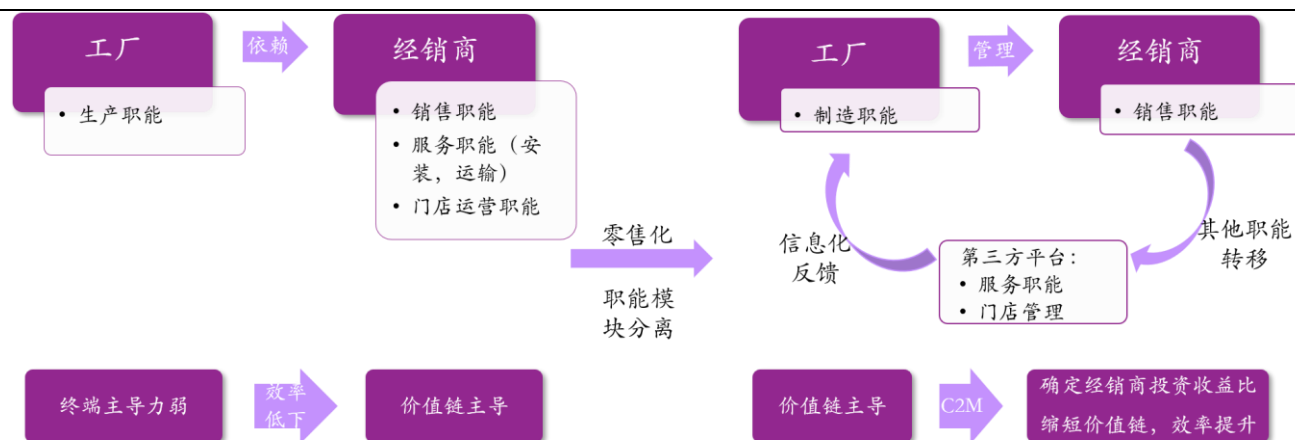 工厂
依赖
经销商
• 生产职能
• 销售职能
• 服务职能（安
装，运输）
• 门店运营职能
零售化
职能模
块分离
工厂
管理
经销商
• 制造职能
• 销售职能
信息化
反馈
第三方平台：
• 服务职能
• 门店管理
其他职能
转移
终端主导力弱
效率
低下
价值链主导
价值链主导
C2M
确定经销商投资收益比
缩短价值链，效率提升